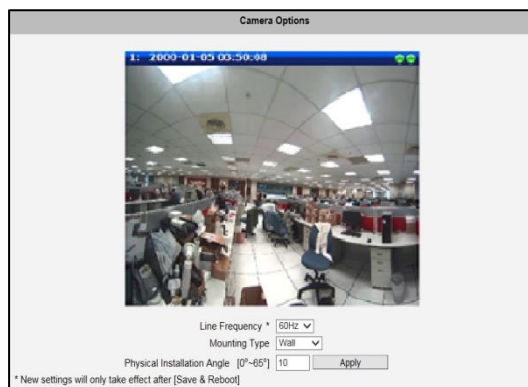 Camera Options
1: 2000-01-05 03:50:48
Line Frequency * 60Hz
Mounting Type Wall
Physical Installation Angle [0°~65°] 10 Apply
* New settings will only take effect after [Save & Reboot]